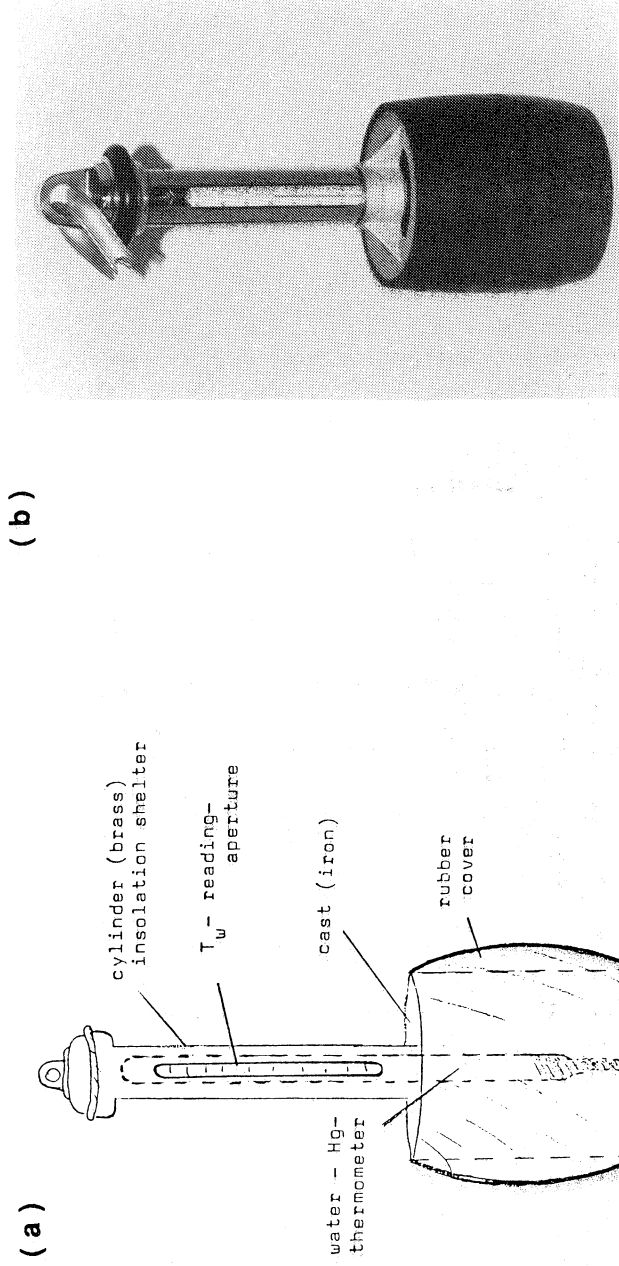 (a)
cylinder (brass)
insolation shelter
T_w- reading-
aperture
cast (iron)
rubber
cover
water - Hg-
thermometer
(b)